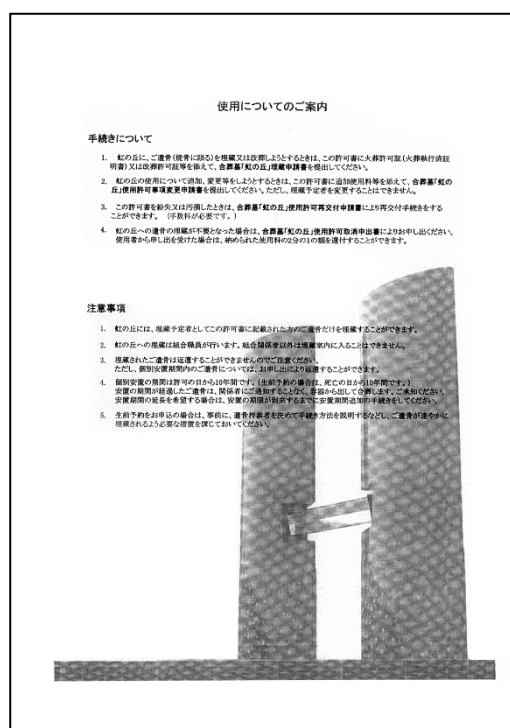 使用についてのご案内
手続きについて
1. 虹の丘に、ご遺骨(焼骨に限る)を埋蔵又は改葬しようとするときは、この許可書に火葬許可証(火葬執行済証
明書)又は改葬許可証等を添えて、合葬墓「虹の丘」埋蔵申請書を提出してください。
2. 虹の丘の使用について追加、変更等をしようとするときは、この許可書に追加使用料等を添えて、合葬墓「虹の
丘」使用許可事項変更申請書を提出してください。ただし、埋蔵予定者を変更することはできません。
3. この許可書を紛失又は汚損したときは、合葬墓「虹の丘」使用許可再交付申請書により再交付手続きをする
ことができます。(手数料が必要です。)
4. 虹の丘への遺骨の埋蔵が不要となった場合は、合葬墓「虹の丘」使用許可取消申出書によりお申し出ください。
使用者から申し出を受けた場合は、納められた使用料の2分の1の額を還付することができます。
注意事項
1. 虹の丘には、埋蔵予定者としてこの許可書に記載された方のご遺骨だけを埋蔵することができます。
2. 虹の丘への埋蔵は組合職員が行います。組合関係者以外は埋蔵室内に入ることはできません。
3. 埋蔵されたご遺骨は返還することができませんのでご注意ください。
ただし、個別安置期間内のご遺骨については、お申し出により返還することができます。
4. 個別安置の期間は許可の日から10年間です。(生前予約の場合は、死亡の日から10年間です。)
安置の期間が経過したご遺骨は、関係者にご通知することなく、容器から出して合葬します。ご承知ください。
安置期間の延長を希望する場合は、安置の期限が到来するまでに安置期間追加の手続きをしてください。
5. 生前予約をお申込の場合は、事前に、遺骨持参者を決めて手続き方法を説明するなどし、ご遺骨が速やかに
埋蔵されるよう必要な措置を講じておいてください。